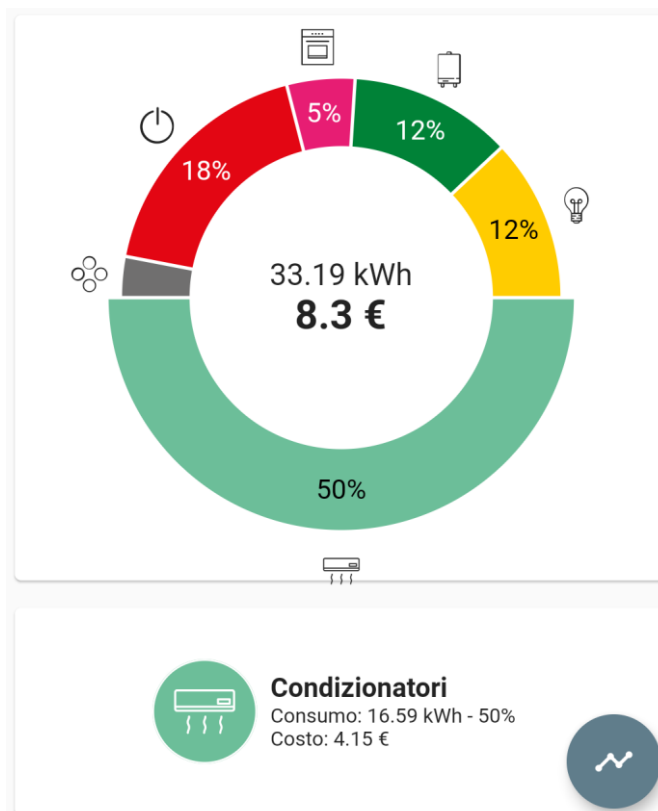 5%
12%
18%
12%
33.19 kWh
8.3 €
50%
Condizionatori
Consumo: 16.59 kWh - 50%
Costo: 4.15 €